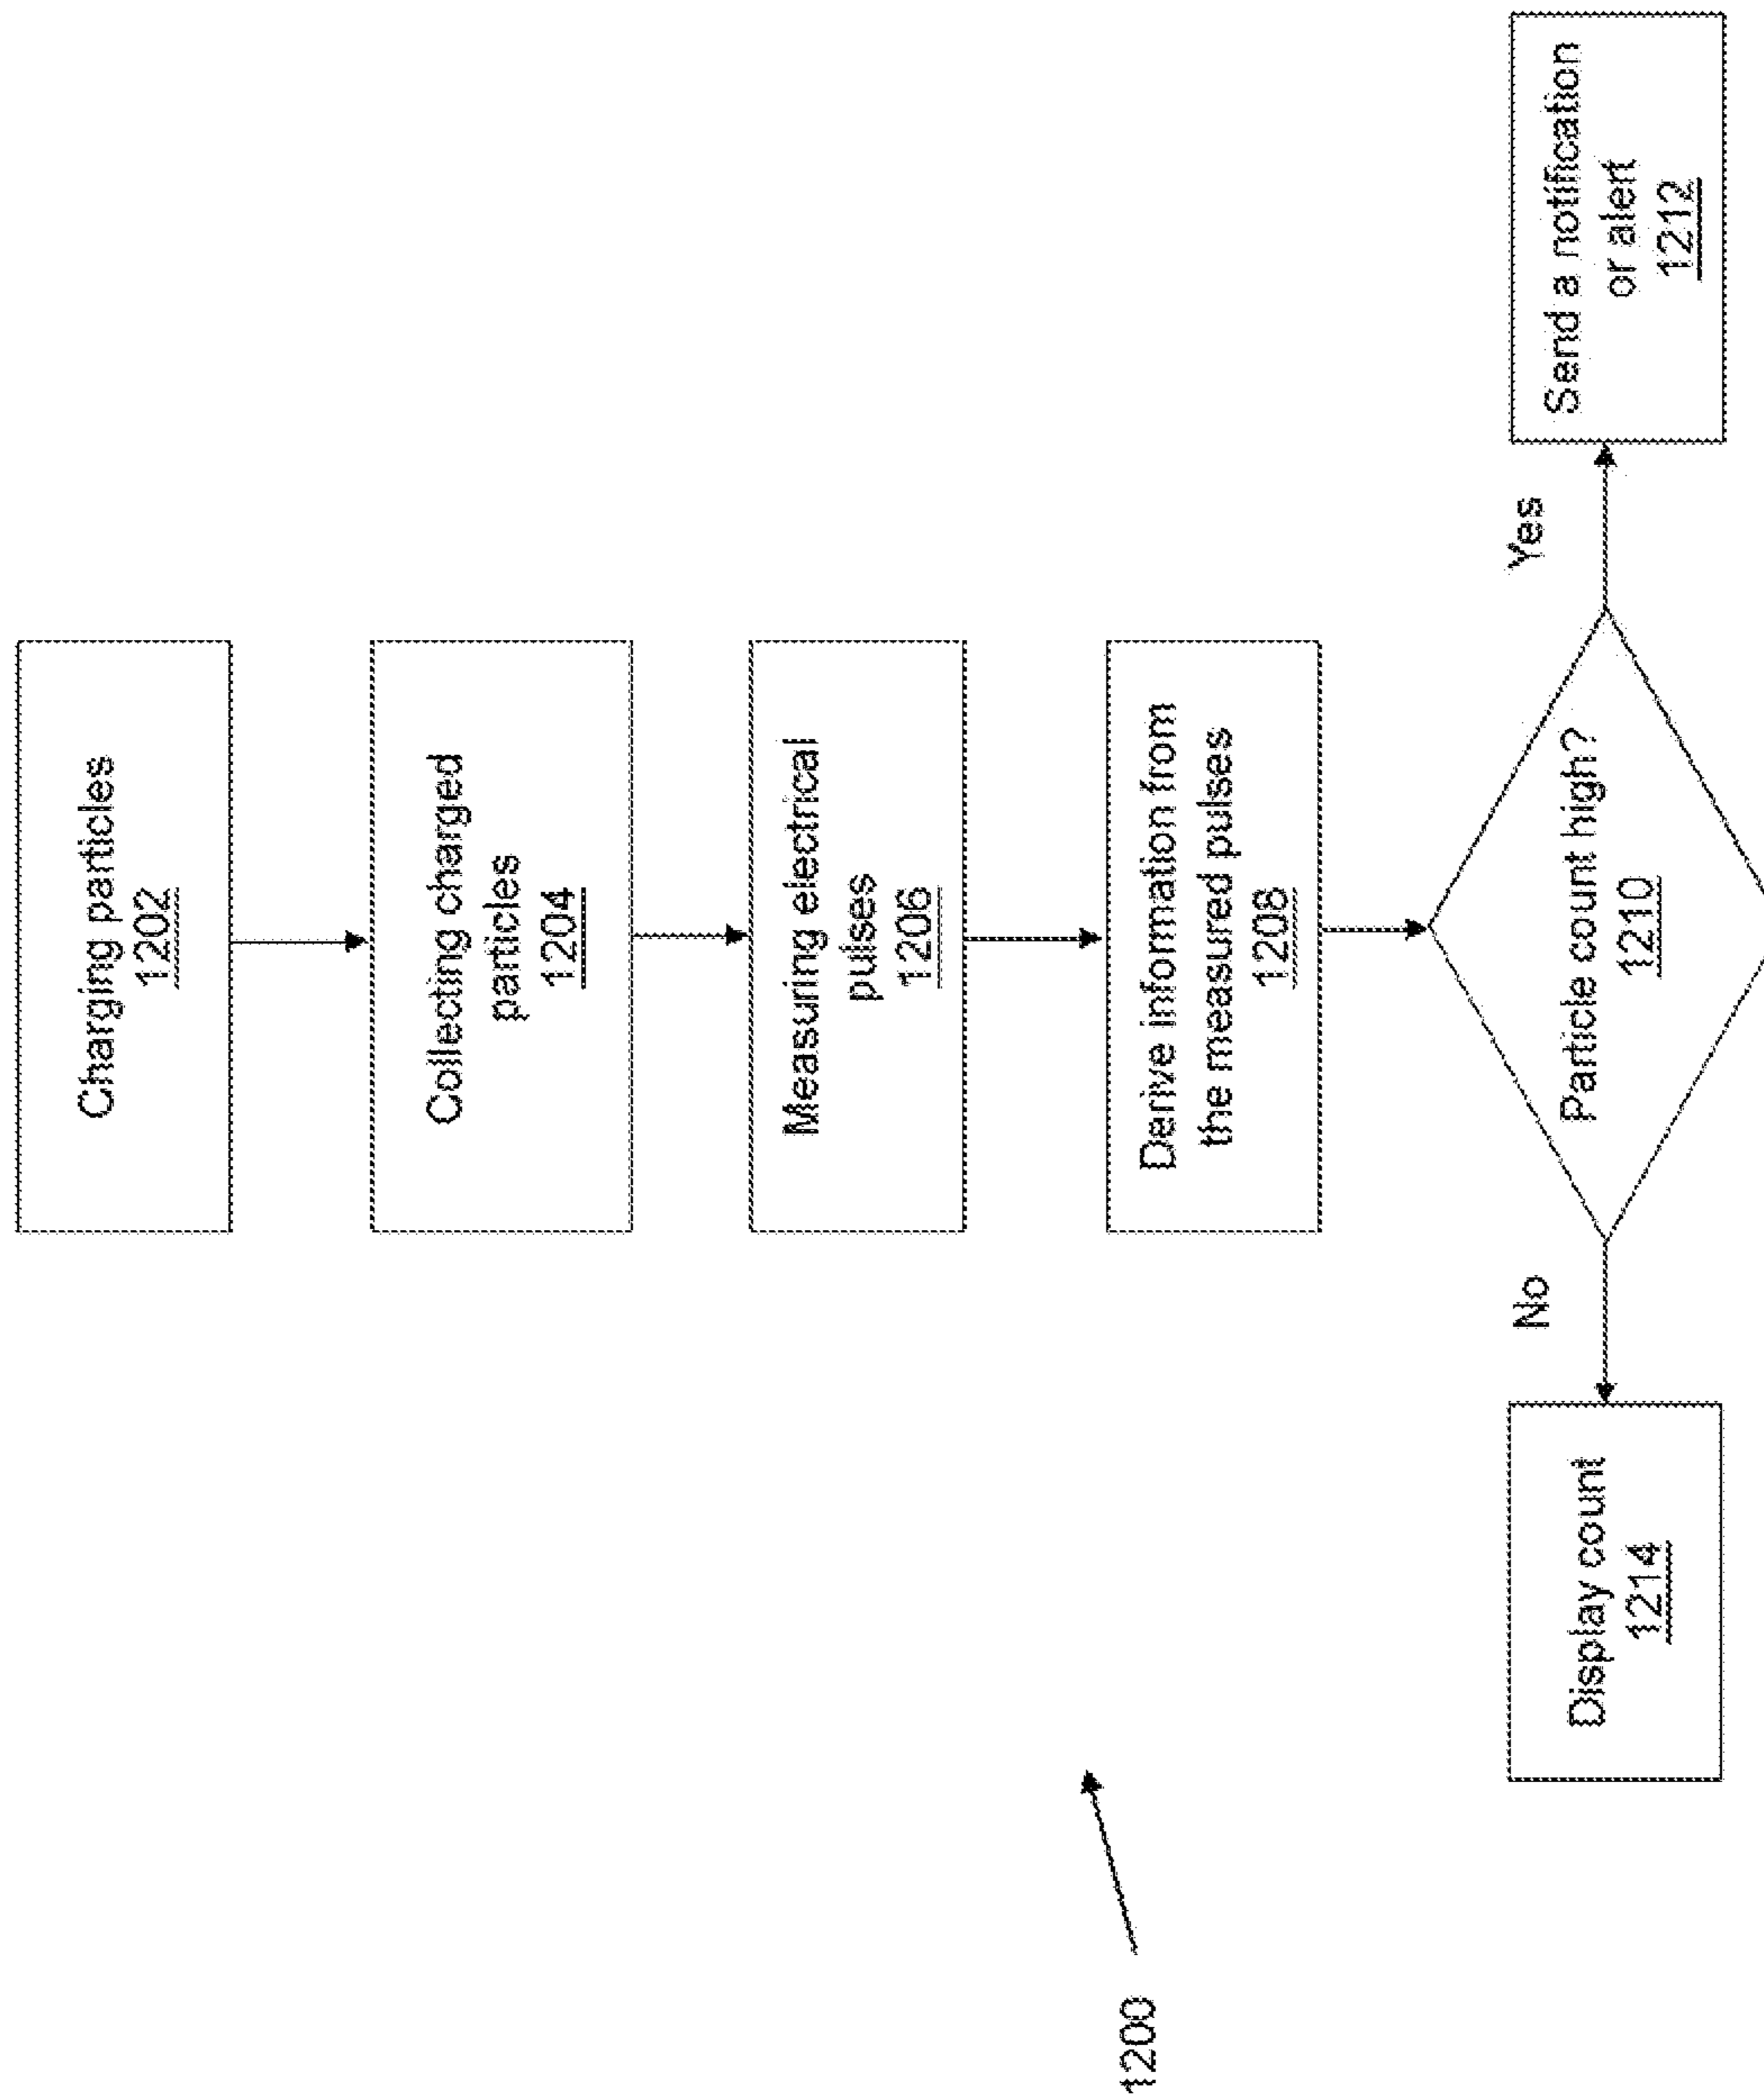 Charging particles
1202
Collecting charged
particles
1204
Measuring electrical
pulses
1206
Derive information from
the measured pulses
1208
Particle count high?
1210
No
Yes
Display count
1214
Send a notification
or alert
1212
1200